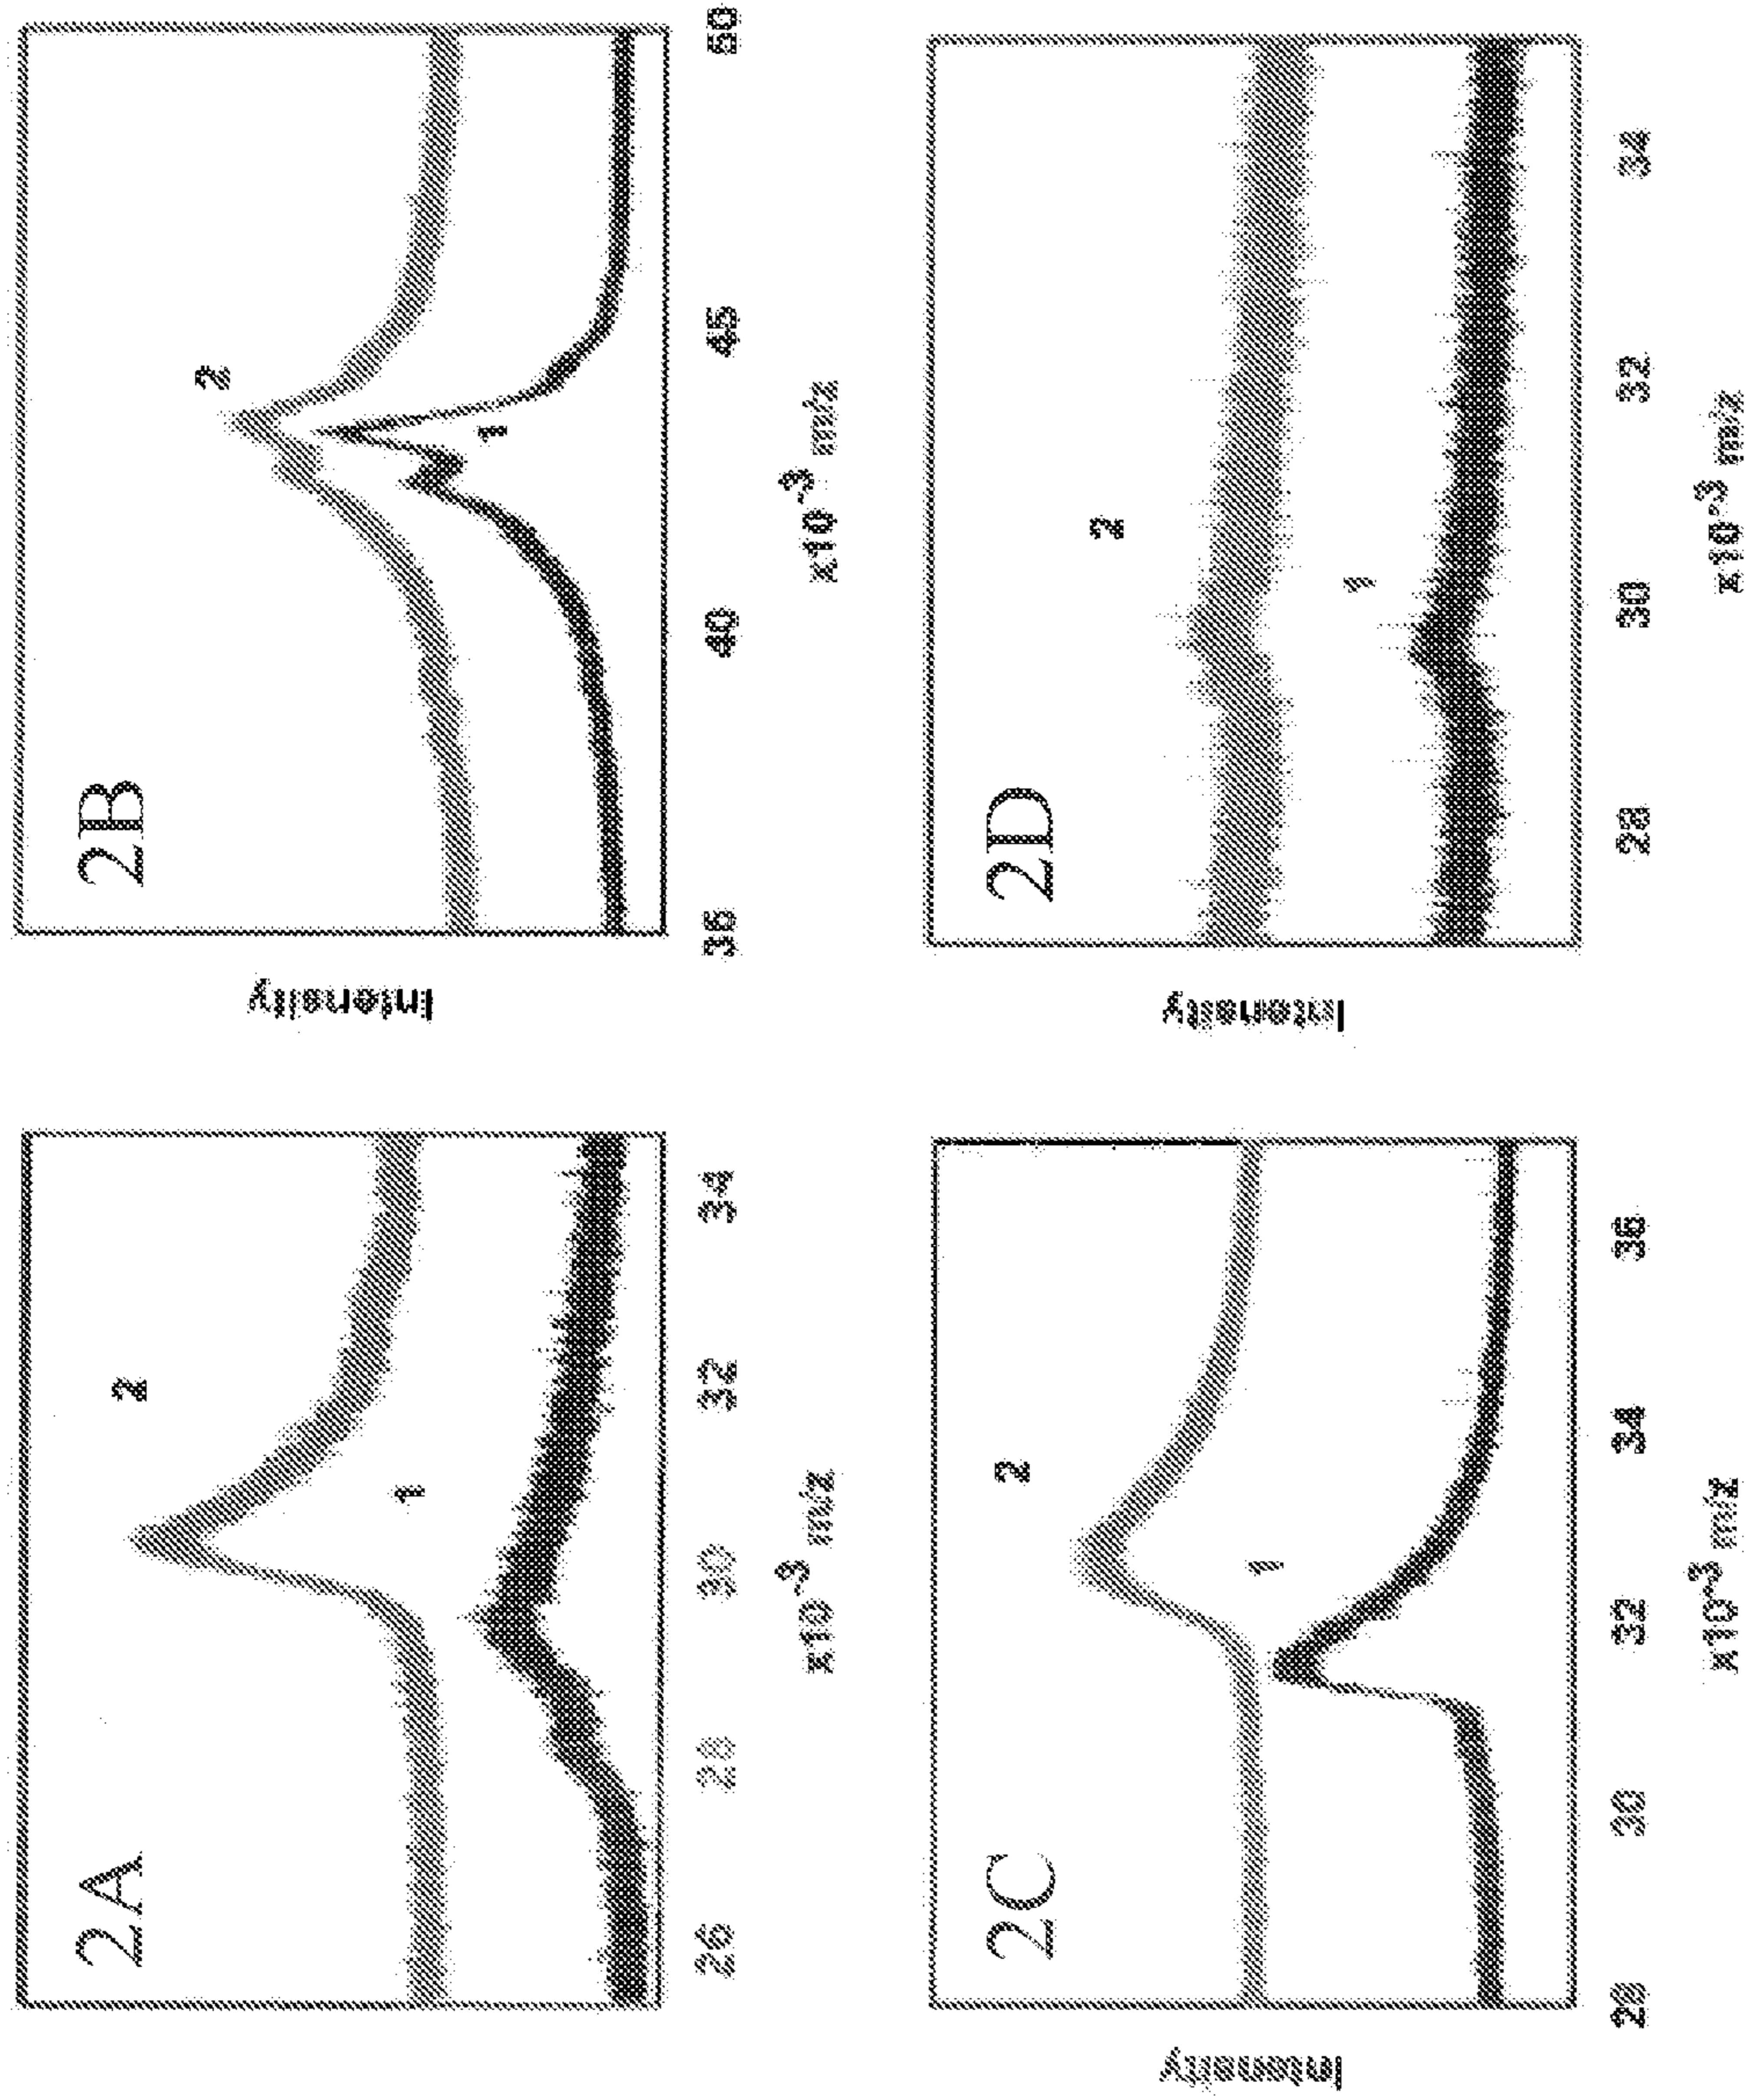 2A
2
1
26 28 30 32 34
x10⁻³ m/z
Intensity
2B
2
1
35 40 45 50
x10⁻³ m/z
Intensity
2C
2
1
28 30 32 34 36
x10⁻³ m/z
Intensity
2D
2
1
28 30 32 34
x10⁻³ m/z